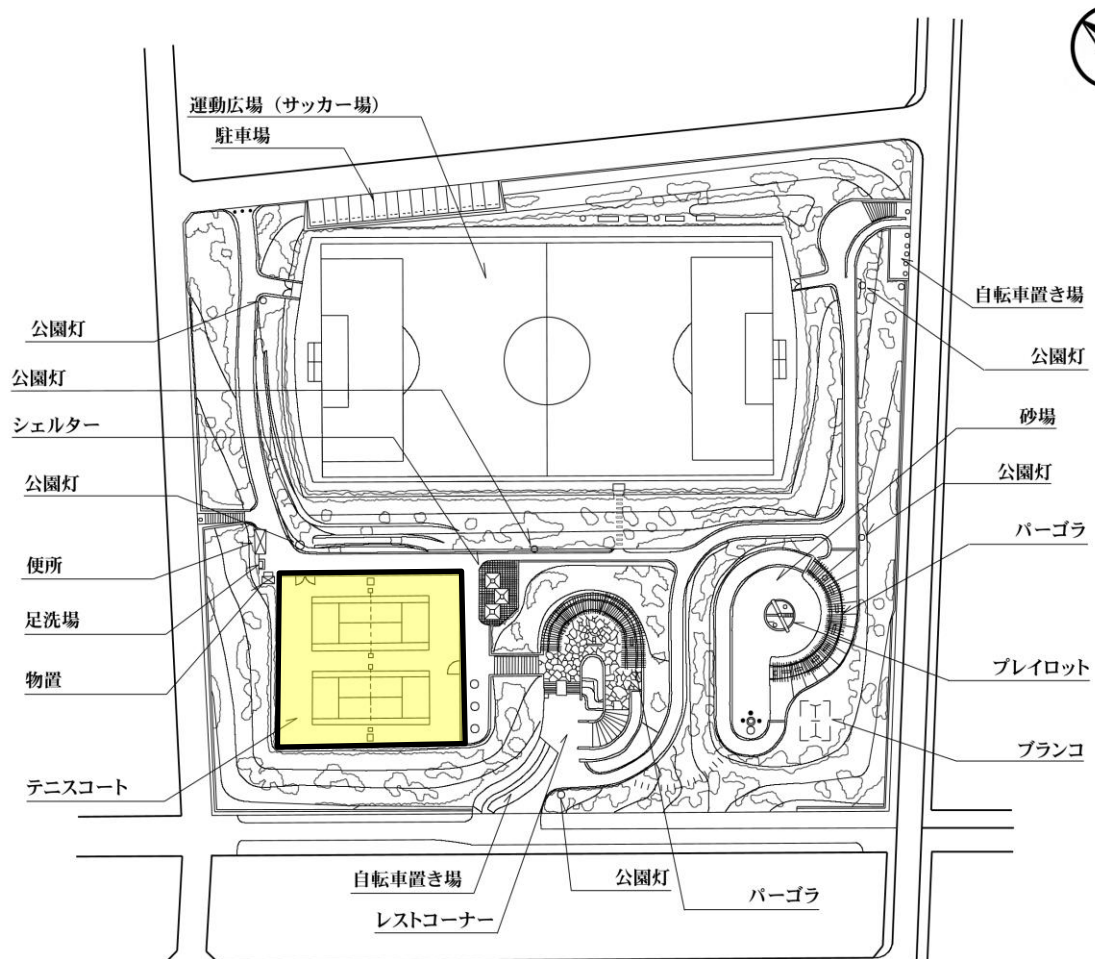 運動広場（サッカー場）
駐車場
公園灯
公園灯
シェルター
公園灯
便所
足洗場
物置
テニスコート
自転車置き場
公園灯
砂場
公園灯
パーゴラ
プレイロット
ブランコ
自転車置き場
レストコーナー
公園灯
パーゴラ